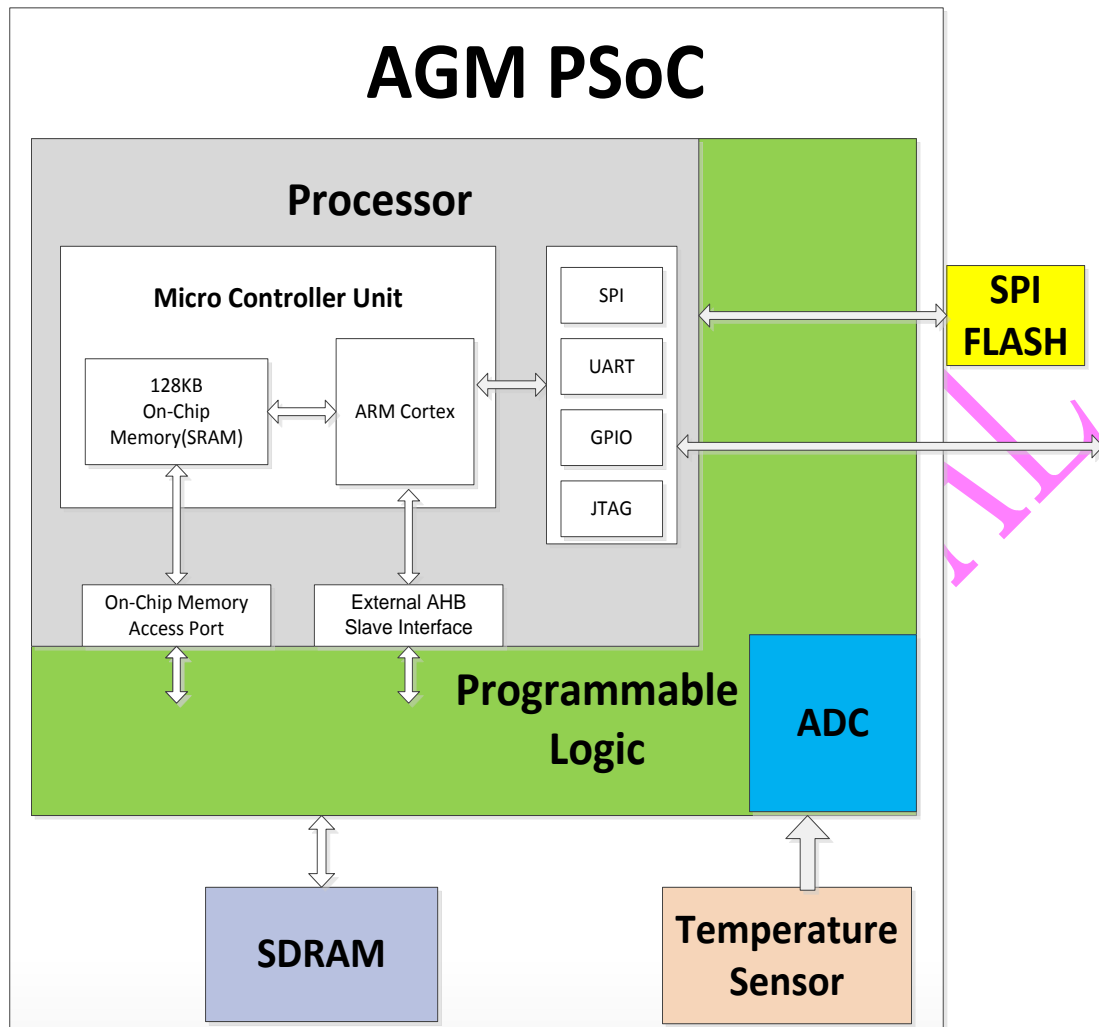 AGM PSoC
Processor
Micro Controller Unit
128KB
On-Chip
Memory(SRAM)
ARM Cortex
SPI
UART
GPIO
JTAG
SPI
FLASH
On-Chip Memory
Access Port
External AHB
Slave Interface
Programmable
Logic
ADC
SDRAM
Temperature
Sensor